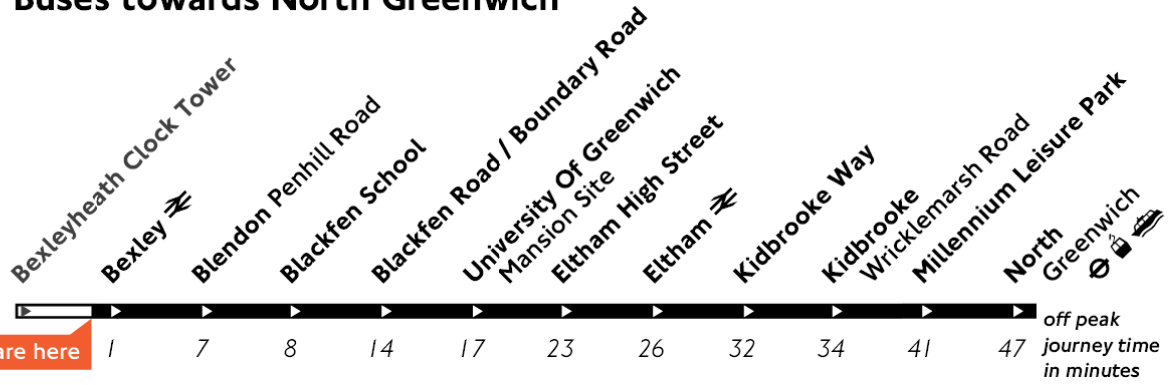 Buses towards North Greenwich
Bexleyheath Clock Tower
Bexley
Blendon Penhill Road
Blackfen School
Blackfen Road / Boundary Road
University Of Greenwich
Mansion Site
Eltham High Street
Eltham
Kidbrooke Way
Kidbrooke
Wricklemarsh Road
Millennium Leisure Park
North
Greenwich
are here
1 7 8 14 17 23 26 32 34 41 47
off peak
journey time
in minutes